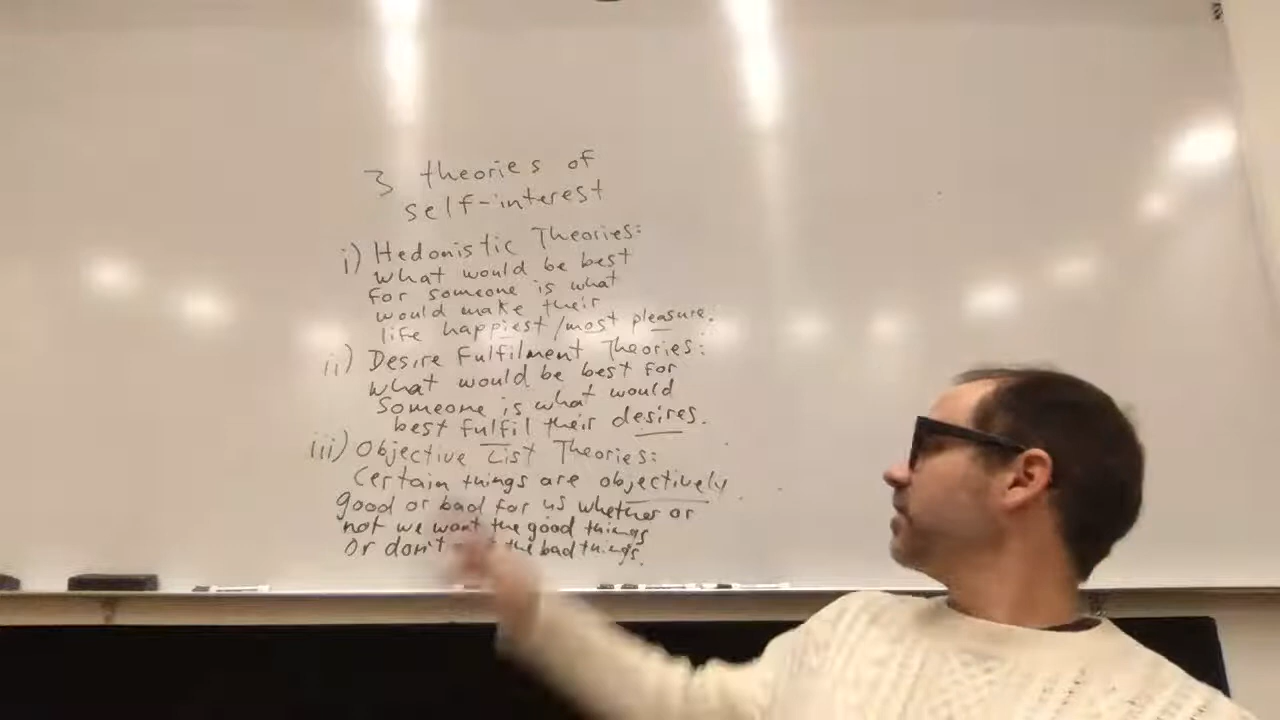 3 theories of
self-interest
i) Hedonistic Theories:
what would be best
for someone is what
would make their
life happiest/most pleasure.
ii) Desire Fulfilment Theories:
what would be best for
someone is what would
best fulfil their desires.
iii) Objective List Theories:
Certain things are objectively
good or bad for us whether or
not we want the good things
or don't the bad things.